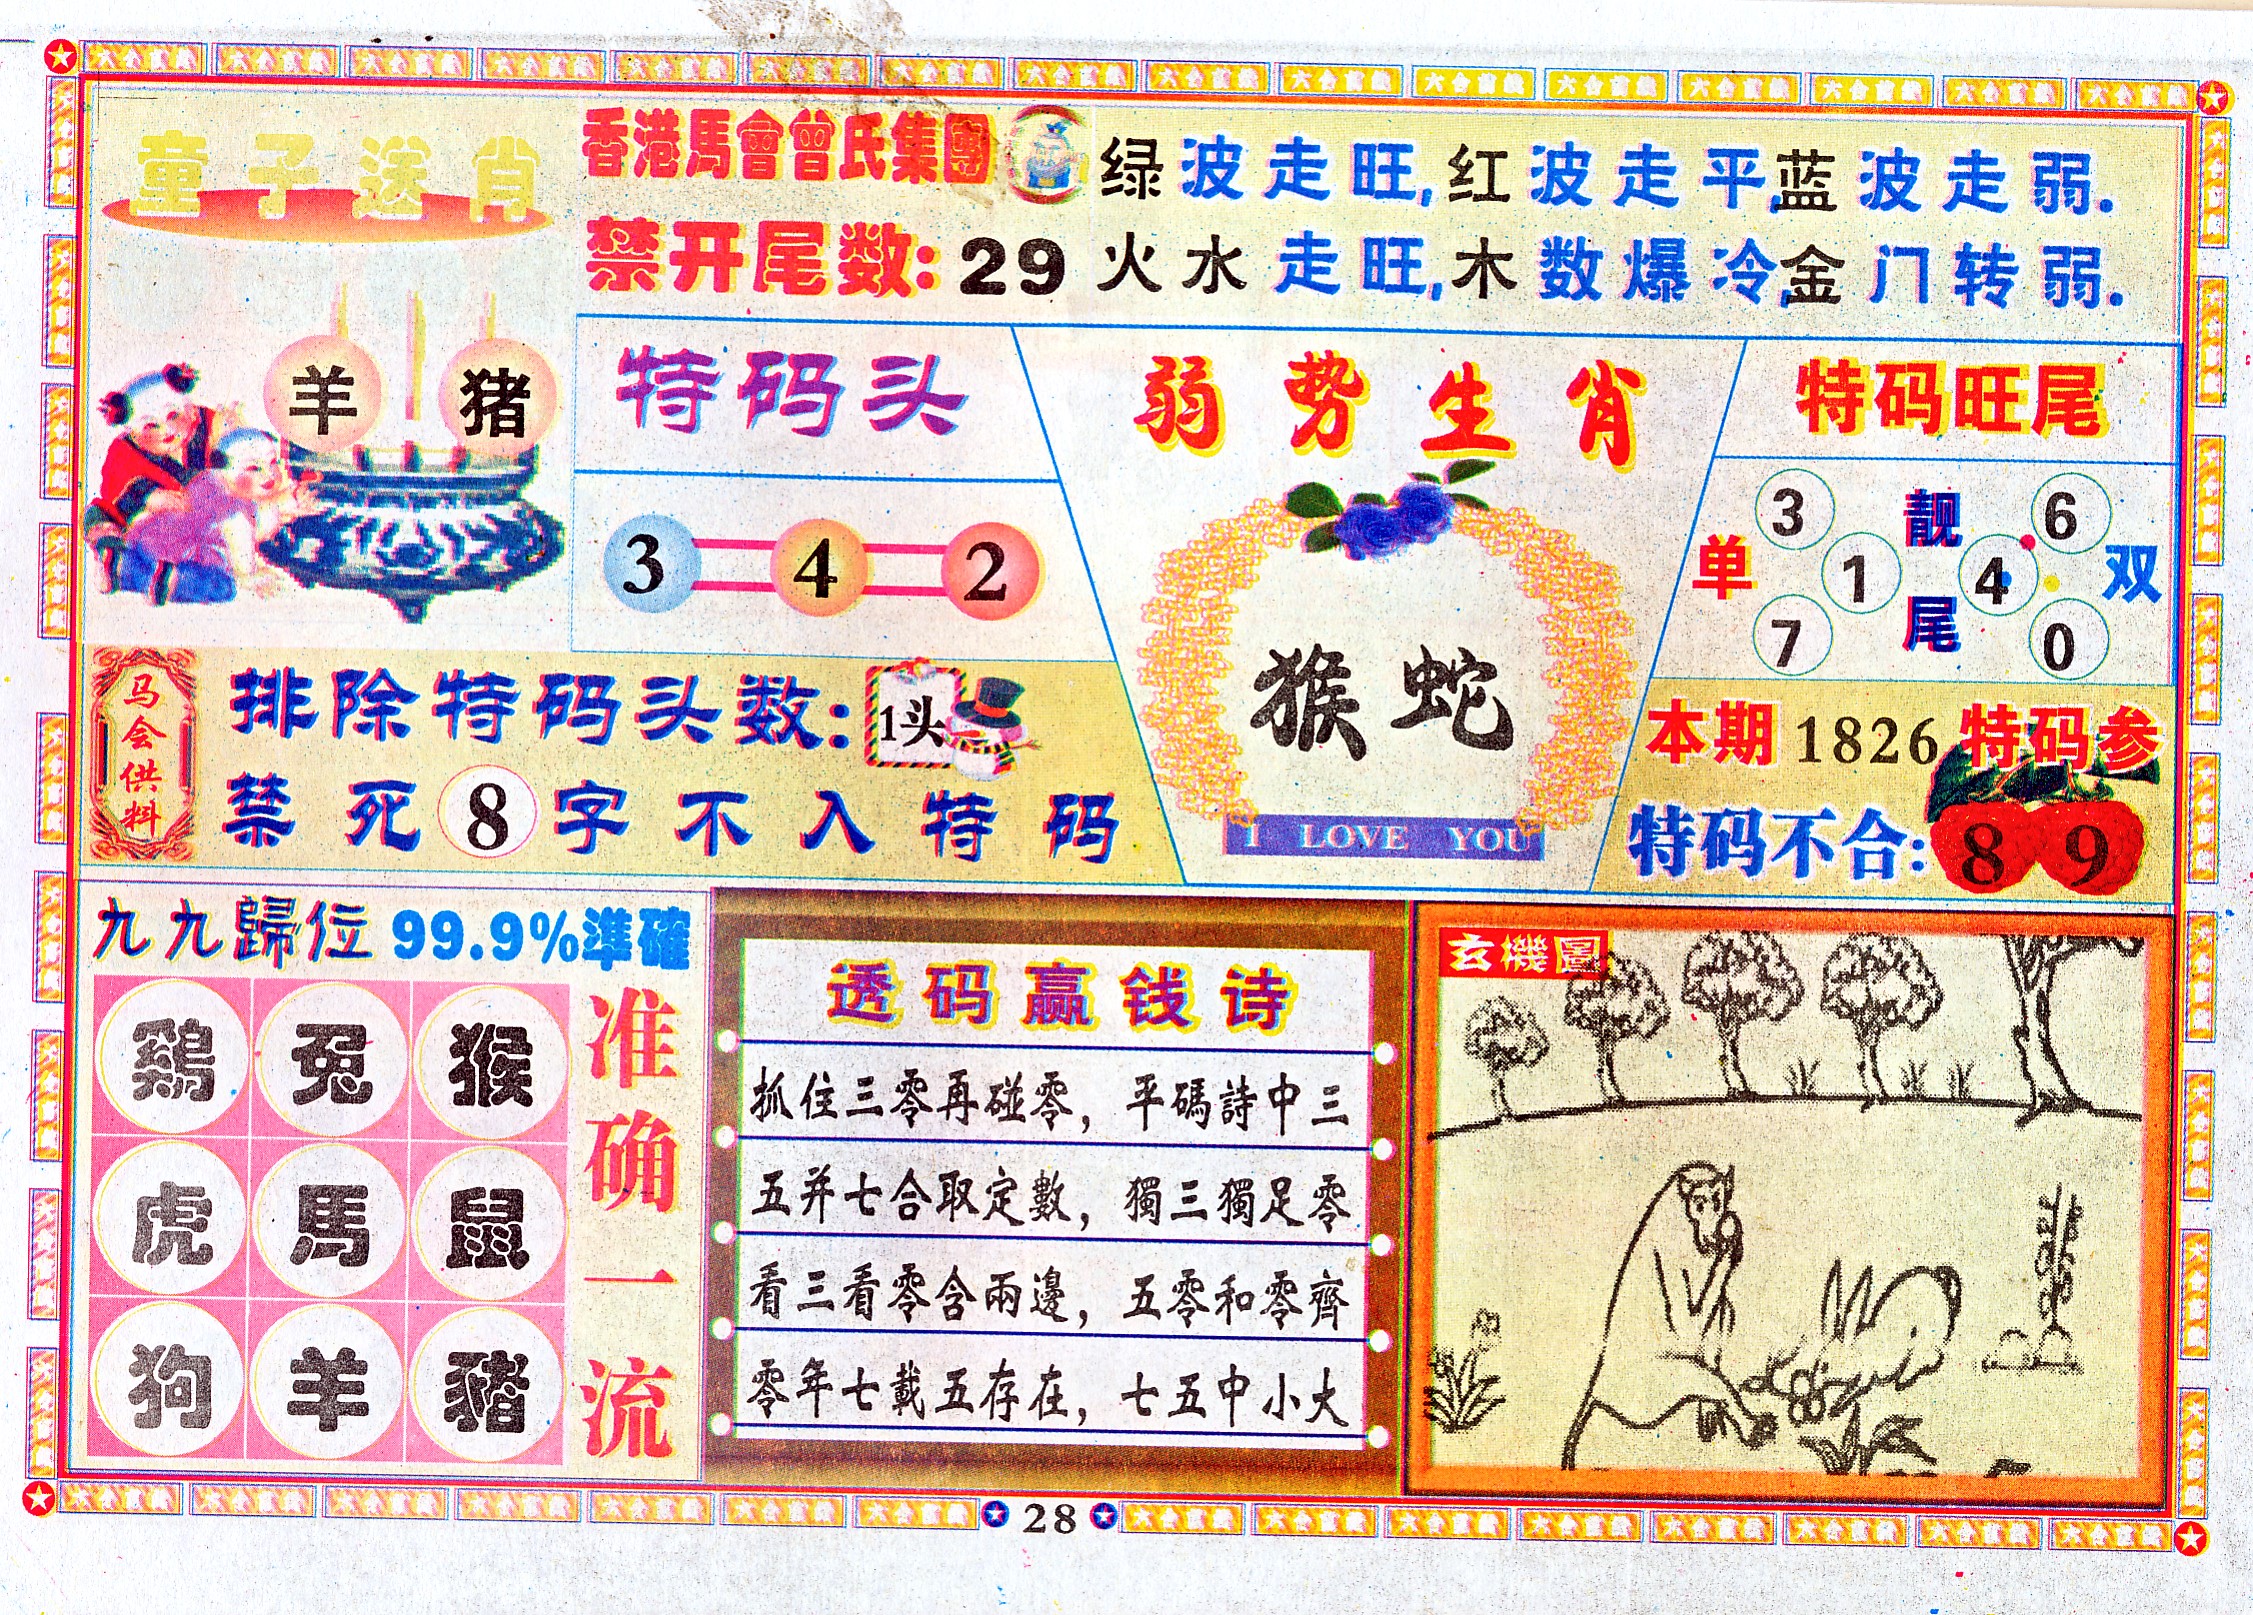 童子送肖
香港馬會曾氏集團
绿波走旺,红波走平,蓝波走弱.
禁开尾数:29
火水走旺,木数爆冷,金门转弱.
羊 猪
特码头
3 4 2
弱势生肖
猴蛇
I LOVE YOU
特码旺尾
单 3 1 7
靓尾
6 4 0 双
马会供料
排除特码头数:1头
禁死8字不入特码
本期1826特码参
特码不合:8 9
九九歸位 99.9%準確
鷄 兔 猴
虎 馬 鼠
狗 羊 豬
准确一流
透码赢钱诗
抓住三零再碰零,平碼詩中三
五并七合取定數,獨三獨足零
看三看零含兩邊,五零和零齊
零年七載五存在,七五中小大
玄機圖
28